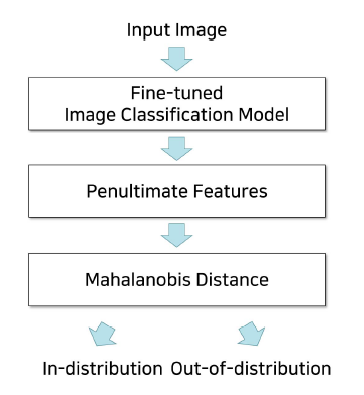 Input Image
Fine-tuned
Image Classification Model
Penultimate Features
Mahalanobis Distance
In-distribution Out-of-distribution